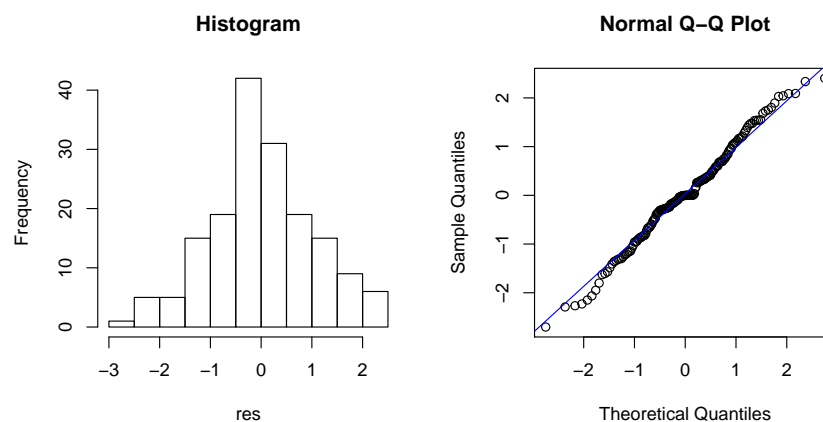 Histogram
Frequency
40
30
20
10
0
−3 −2 −1 0 1 2
res
Normal Q−Q Plot
Sample Quantiles
2
1
0
−1
−2
−2 −1 0 1 2
Theoretical Quantiles